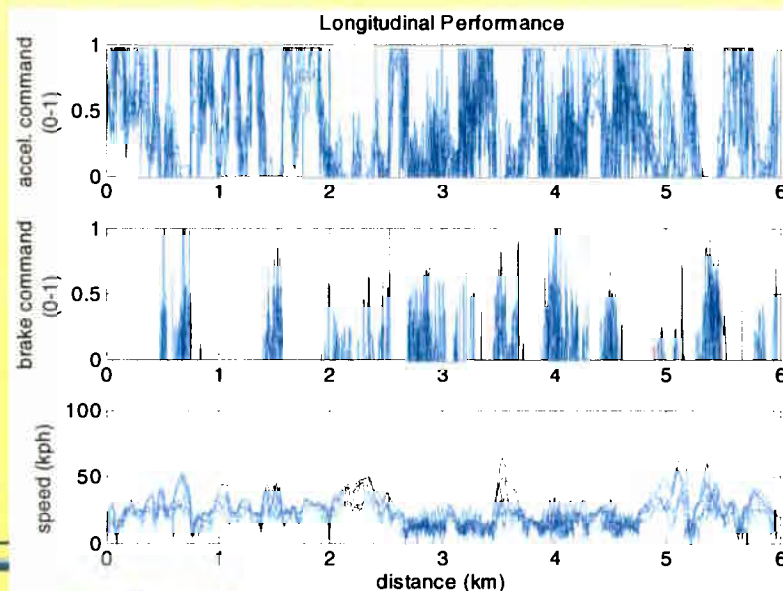 Longitudinal Performance
accel. command
(0-1)
1
0.5
0
0 1 2 3 4 5 6
brake command
(0-1)
1
0.5
0
0 1 2 3 4 5 6
speed (kph)
100
50
0
0 1 2 3 4 5 6
distance (km)